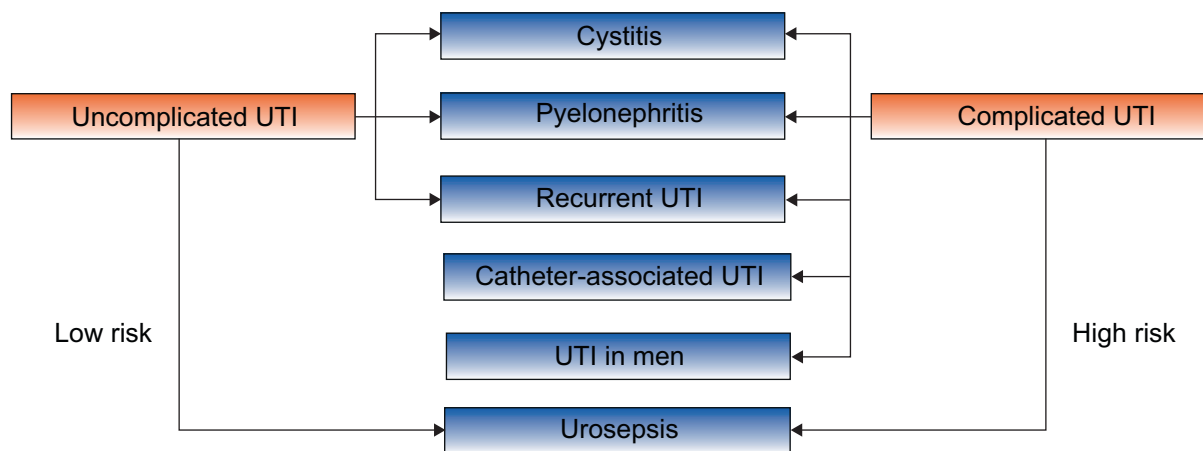 Cystitis
Uncomplicated UTI
Pyelonephritis
Complicated UTI
Recurrent UTI
Catheter-associated UTI
Low risk
High risk
UTI in men
Urosepsis